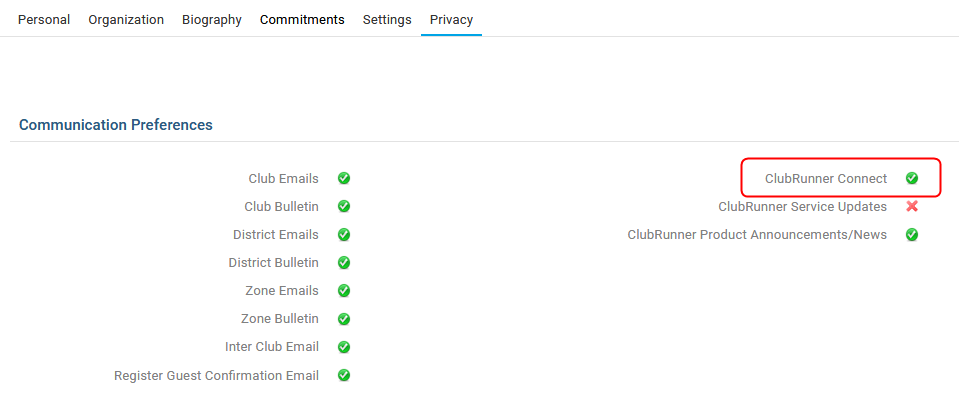 Personal Organization Biography Commitments Settings Privacy
Communication Preferences
Club Emails
Club Bulletin
District Emails
District Bulletin
Zone Emails
Zone Bulletin
Inter Club Email
Register Guest Confirmation Email
ClubRunner Connect
ClubRunner Service Updates
ClubRunner Product Announcements/News